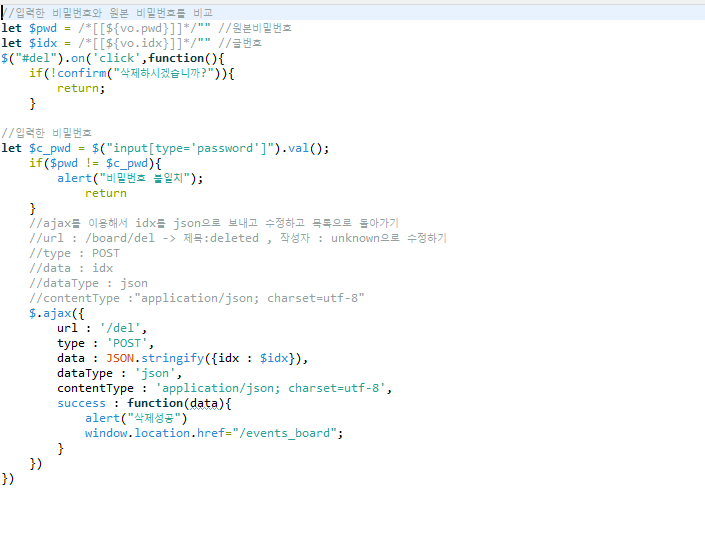 //입력한 비밀번호와 원본 비밀번호를 비교
let $pwd = /*[[${vo.pwd}]]*/"" //원본비밀번호
let $idx = /*[[${vo.idx}]]*/"" //글번호
$("#del").on('click',function(){
    if(!confirm("삭제하시겠습니까?")){
        return;
    }

//입력한 비밀번호
let $c_pwd = $("input[type='password']").val();
    if($pwd != $c_pwd){
        alert("비밀번호 불일치");
            return
    }
    //ajax를 이용해서 idx를 json으로 보내고 수정하고 목록으로 돌아가기
    //url : /board/del -> 제목:deleted , 작성자 : unknown으로 수정하기
    //type : POST
    //data : idx
    //dataType : json
    //contentType :"application/json; charset=utf-8"
    $.ajax({
        url : '/del',
        type : 'POST',
        data : JSON.stringify({idx : $idx}),
        dataType : 'json',
        contentType : 'application/json; charset=utf-8',
        success : function(data){
            alert("삭제성공")
            window.location.href="/events_board";
        }
    })
})